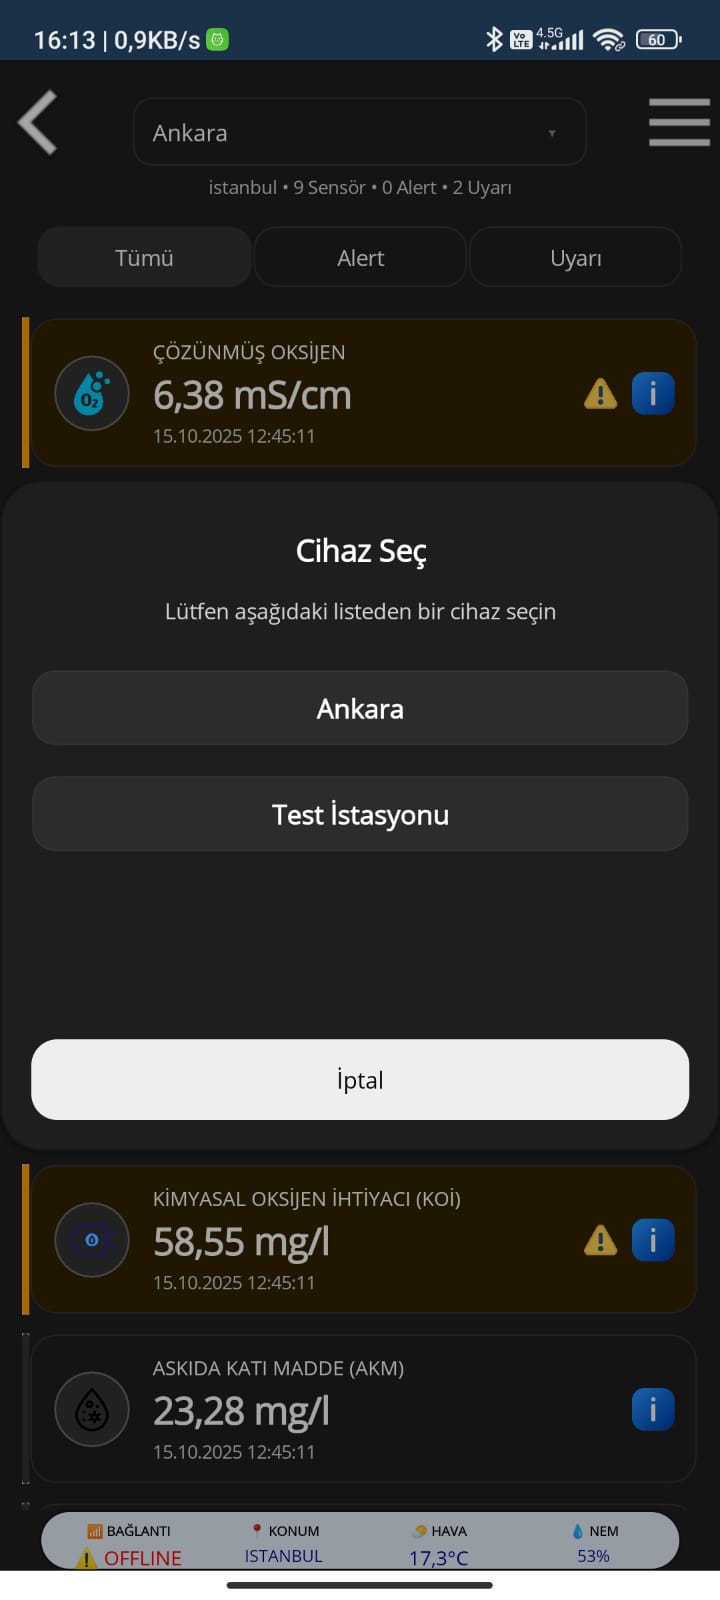 16:13 | 0,9KB/s
Vo LTE 4.5G 60
Ankara
istanbul • 9 Sensör • 0 Alert • 2 Uyarı
Tümü Alert Uyarı
ÇÖZÜNMÜŞ OKSİJEN
O₂ 6,38 mS/cm
15.10.2025 12:45:11
Cihaz Seç
Lütfen aşağıdaki listeden bir cihaz seçin
Ankara
Test İstasyonu
İptal
KİMYASAL OKSİJEN İHTİYACI (KOİ)
58,55 mg/l
15.10.2025 12:45:11
ASKIDA KATI MADDE (AKM)
23,28 mg/l
15.10.2025 12:45:11
BAĞLANTI KONUM HAVA NEM
OFFLINE ISTANBUL 17,3°C 53%